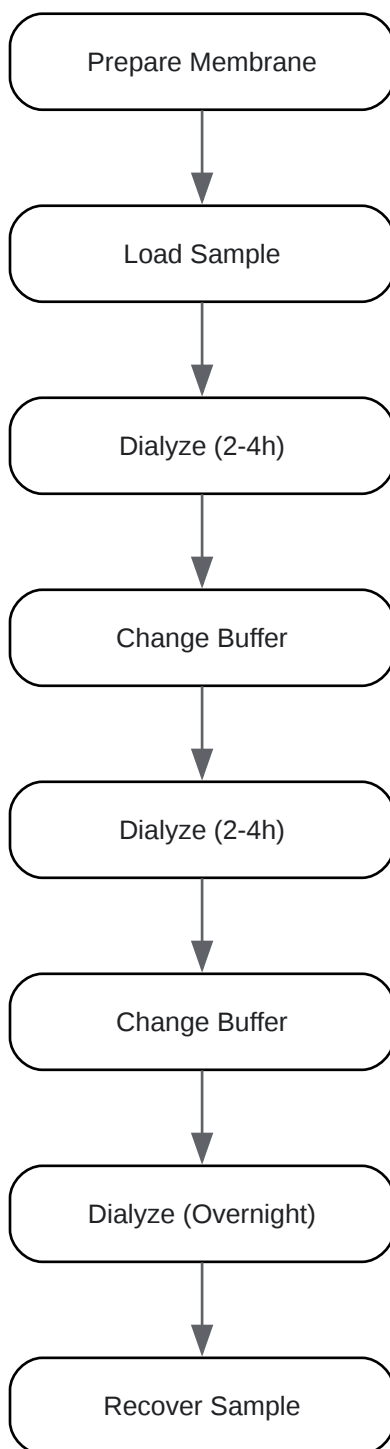 Prepare Membrane
Load Sample
Dialyze (2-4h)
Change Buffer
Dialyze (2-4h)
Change Buffer
Dialyze (Overnight)
Recover Sample